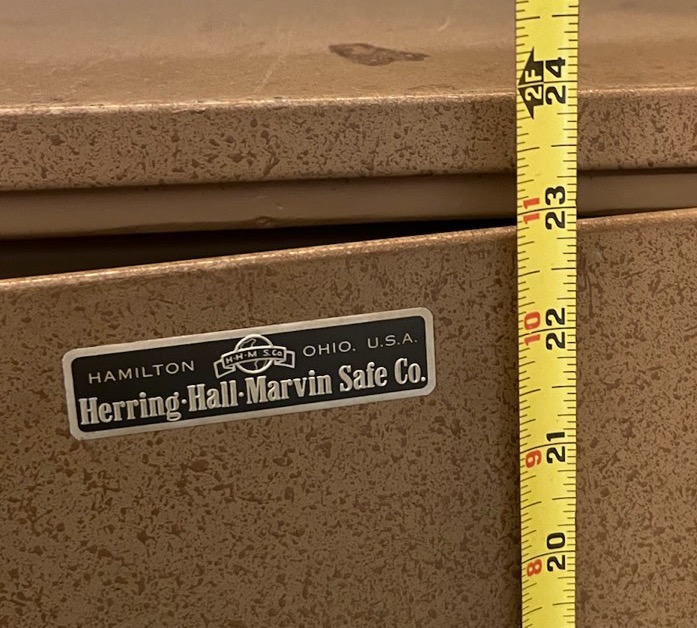 HAMILTON H·H·M S.Co OHIO. U.S.A.
Herring·Hall·Marvin Safe Co.
2F 24
11 23
10 22
9 21
8 20